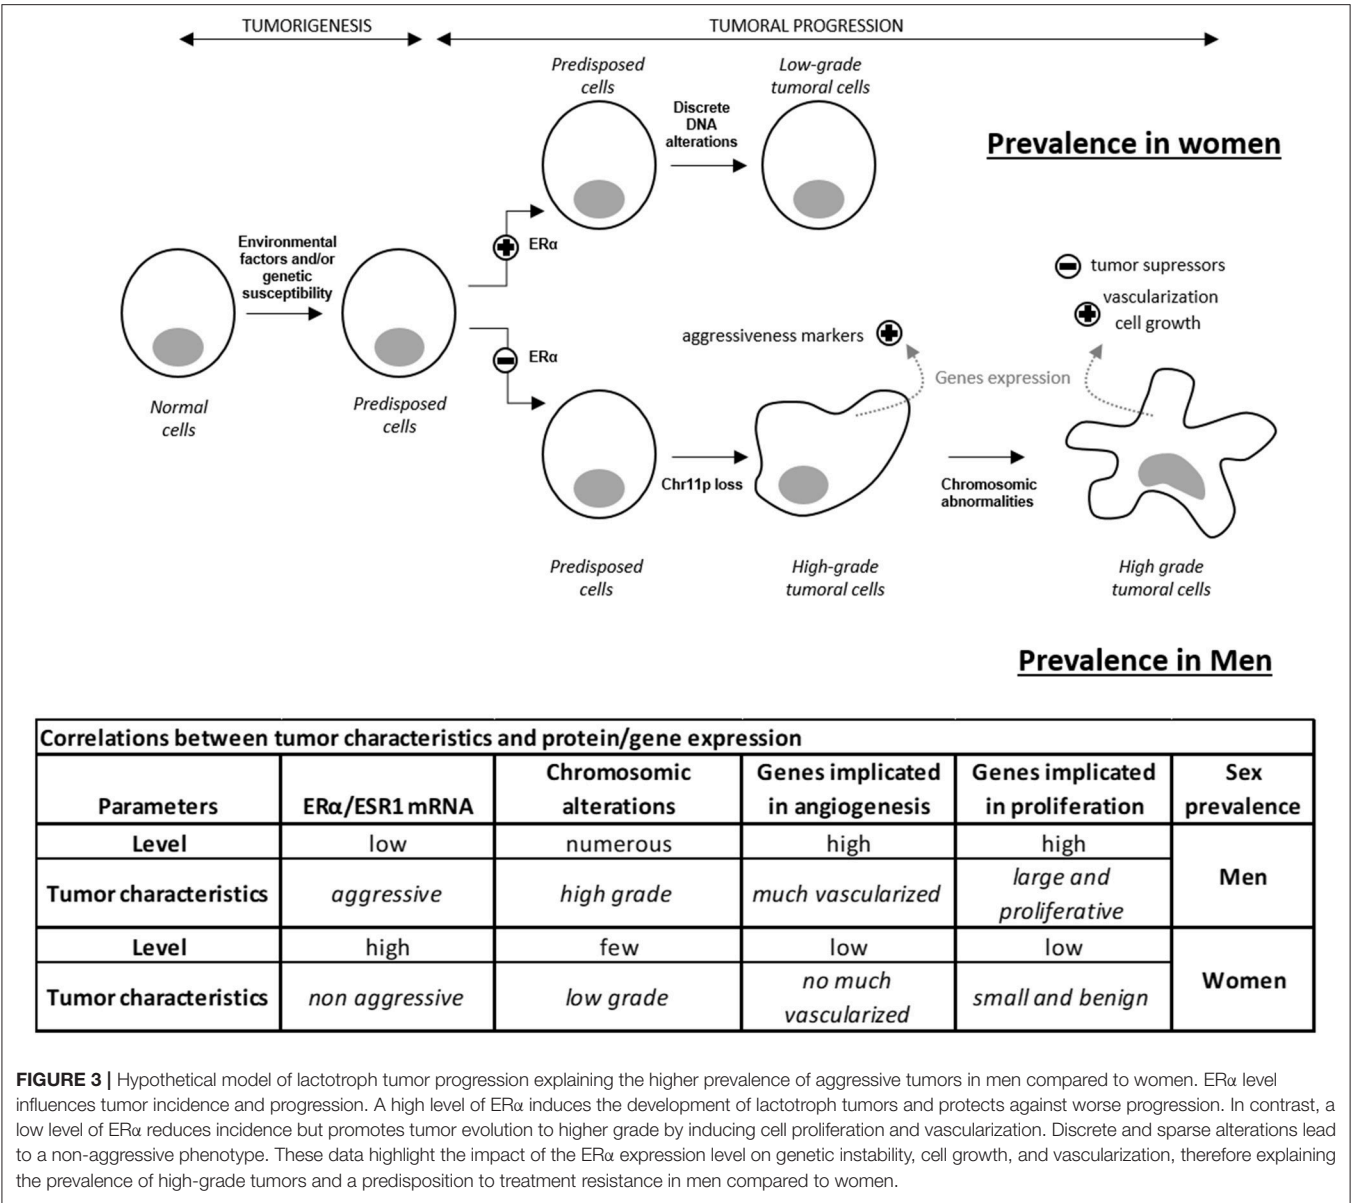 TUMORIGENESIS
TUMORAL PROGRESSION
Predisposed
cells
Low-grade
tumoral cells
Discrete
DNA
alterations
Prevalence in women
ERα
Environmental
factors and/or
genetic
susceptibility
Normal
cells
Predisposed
cells
ERα
tumor supressors
vascularization
cell growth
aggressiveness markers
Genes expression
Chr11p loss
Chromosomic
abnormalities
Predisposed
cells
High-grade
tumoral cells
High grade
tumoral cells
Prevalence in Men
Correlations between tumor characteristics and protein/gene expression
Parameters
ERα/ESR1 mRNA
Chromosomic
alterations
Genes implicated
in angiogenesis
Genes implicated
in proliferation
Sex
prevalence
Level
low
numerous
high
high
Men
Tumor characteristics
aggressive
high grade
much vascularized
large and
proliferative
Level
high
few
low
low
Women
Tumor characteristics
non aggressive
low grade
no much
vascularized
small and benign
FIGURE 3 | Hypothetical model of lactotroph tumor progression explaining the higher prevalence of aggressive tumors in men compared to women. ERα level
influences tumor incidence and progression. A high level of ERα induces the development of lactotroph tumors and protects against worse progression. In contrast, a
low level of ERα reduces incidence but promotes tumor evolution to higher grade by inducing cell proliferation and vascularization. Discrete and sparse alterations lead
to a non-aggressive phenotype. These data highlight the impact of the ERα expression level on genetic instability, cell growth, and vascularization, therefore explaining
the prevalence of high-grade tumors and a predisposition to treatment resistance in men compared to women.